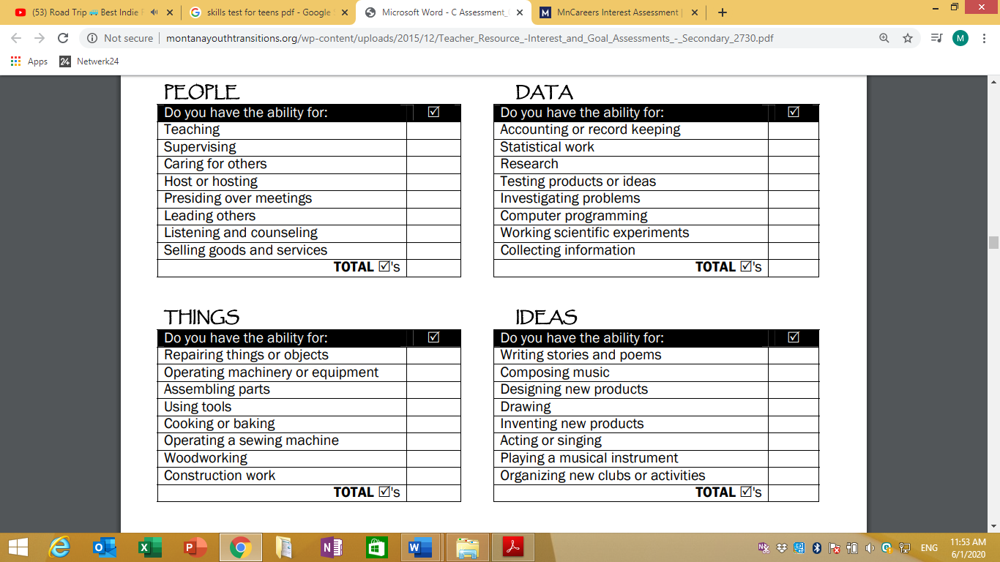 (53) Road Trip 🚙 Best Indie F
skills test for teens pdf - Google S
Microsoft Word - C Assessment_
MnCareers Interest Assessment |
Not secure | montanayouthtransitions.org/wp-content/uploads/2015/12/Teacher_Resource_-Interest_and_Goal_Assessments_-_Secondary_2730.pdf
M
Apps
24 Netwerk24
PEOPLE
Do you have the ability for: ☑
Teaching
Supervising
Caring for others
Host or hosting
Presiding over meetings
Leading others
Listening and counseling
Selling goods and services
TOTAL ☑'s
DATA
Do you have the ability for: ☑
Accounting or record keeping
Statistical work
Research
Testing products or ideas
Investigating problems
Computer programming
Working scientific experiments
Collecting information
TOTAL ☑'s
THINGS
Do you have the ability for: ☑
Repairing things or objects
Operating machinery or equipment
Assembling parts
Using tools
Cooking or baking
Operating a sewing machine
Woodworking
Construction work
TOTAL ☑'s
IDEAS
Do you have the ability for: ☑
Writing stories and poems
Composing music
Designing new products
Drawing
Inventing new products
Acting or singing
Playing a musical instrument
Organizing new clubs or activities
TOTAL ☑'s
ENG
11:53 AM
6/1/2020